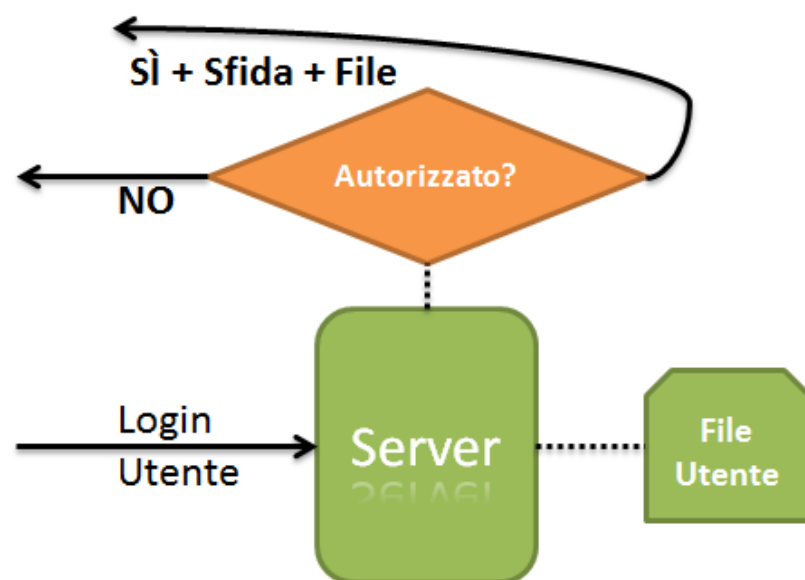 SÌ + Sfida + File
Autorizzato?
NO
Login
Utente
Server
File
Utente